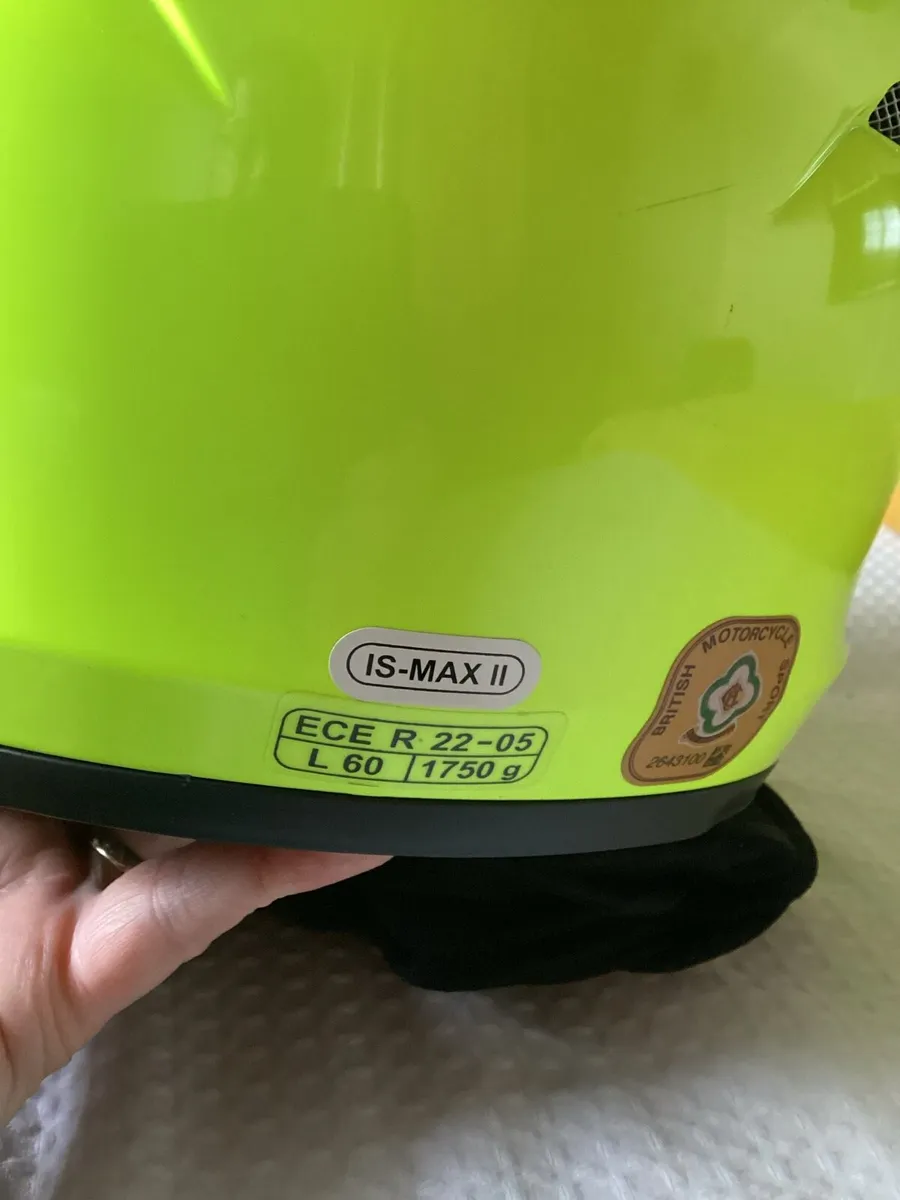 IS-MAX II
ECE R 22-05
L 60 1750 g
BRITISH MOTORCYCLE SPORT
2643100